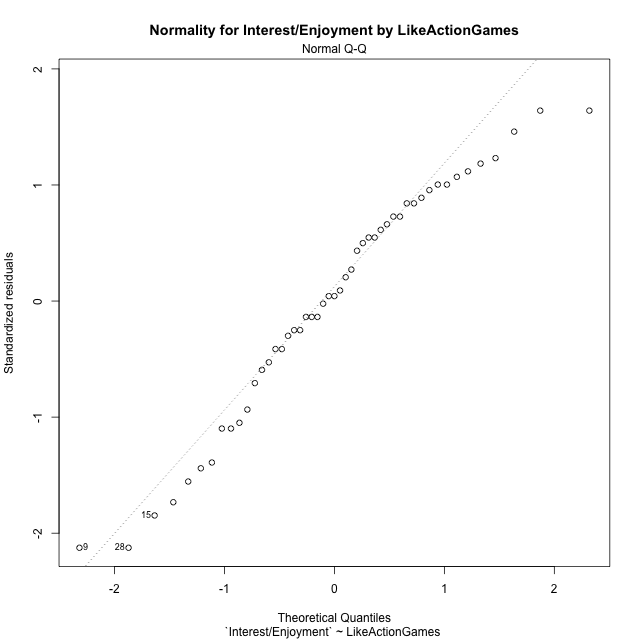 Normality for Interest/Enjoyment by LikeActionGames
Normal Q-Q
2
1
0
-1
-2
Standardized residuals
15
9
28
-2
-1
0
1
2
Theoretical Quantiles
`Interest/Enjoyment` ~ LikeActionGames